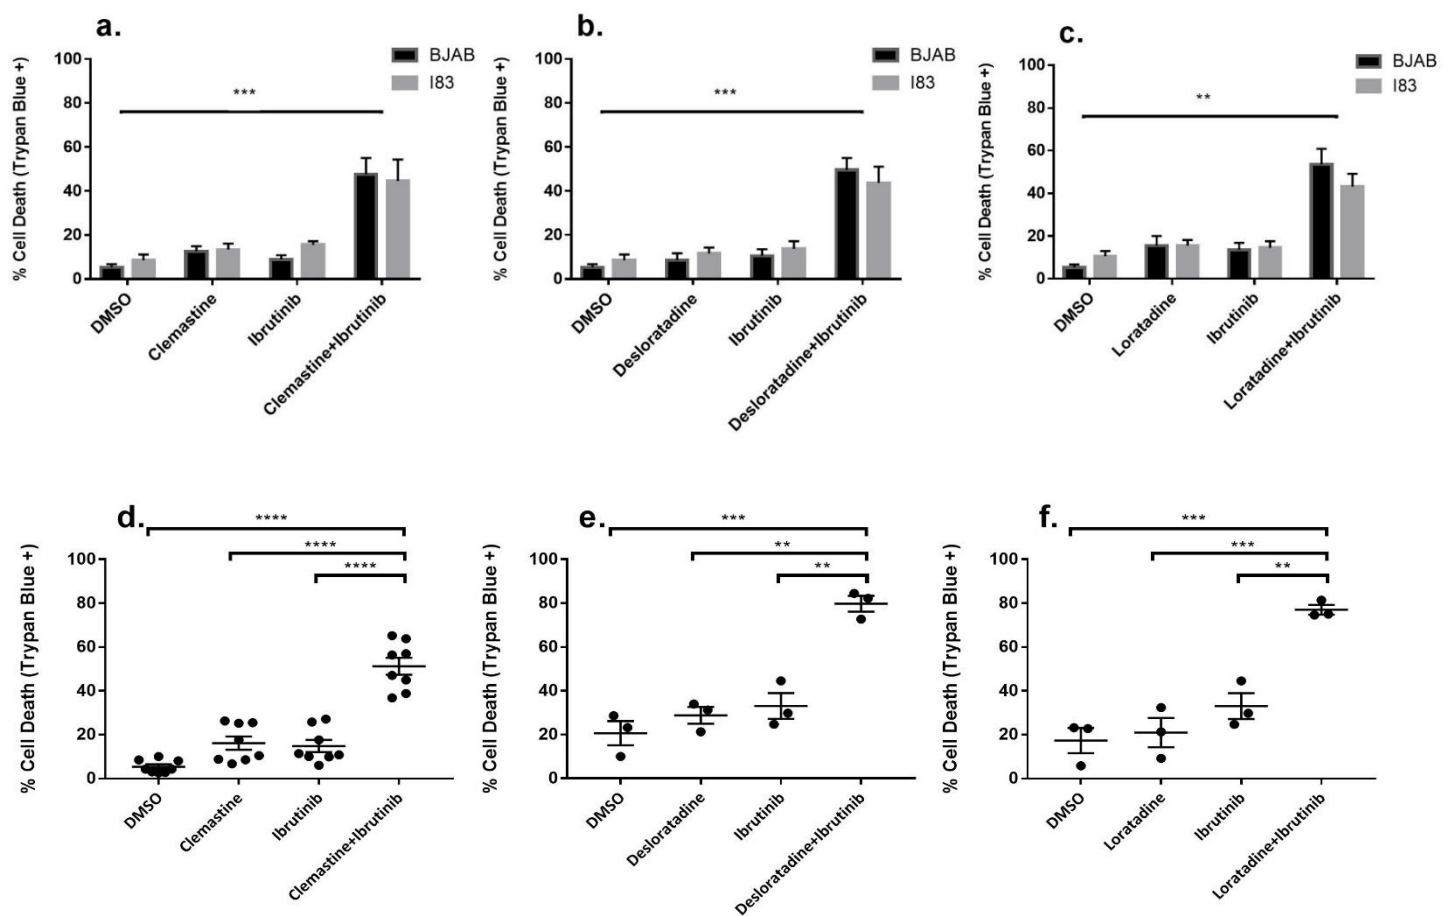 a.
% Cell Death (Trypan Blue +)
100
80
60
40
20
0
***
BJAB
I83
DMSO
Clemastine
Ibrutinib
Clemastine+Ibrutinib
b.
% Cell Death (Trypan Blue +)
100
80
60
40
20
0
***
BJAB
I83
DMSO
Desloratadine
Ibrutinib
Desloratadine+Ibrutinib
c.
% Cell Death (Trypan Blue +)
100
80
60
40
20
0
**
BJAB
I83
DMSO
Loratadine
Ibrutinib
Loratadine+Ibrutinib
d.
% Cell Death (Trypan Blue +)
100
80
60
40
20
0
****
****
****
DMSO
Clemastine
Ibrutinib
Clemastine+Ibrutinib
e.
% Cell Death (Trypan Blue +)
100
80
60
40
20
0
***
**
**
DMSO
Desloratadine
Ibrutinib
Desloratadine+Ibrutinib
f.
% Cell Death (Trypan Blue +)
100
80
60
40
20
0
***
***
**
DMSO
Loratadine
Ibrutinib
Loratadine+Ibrutinib